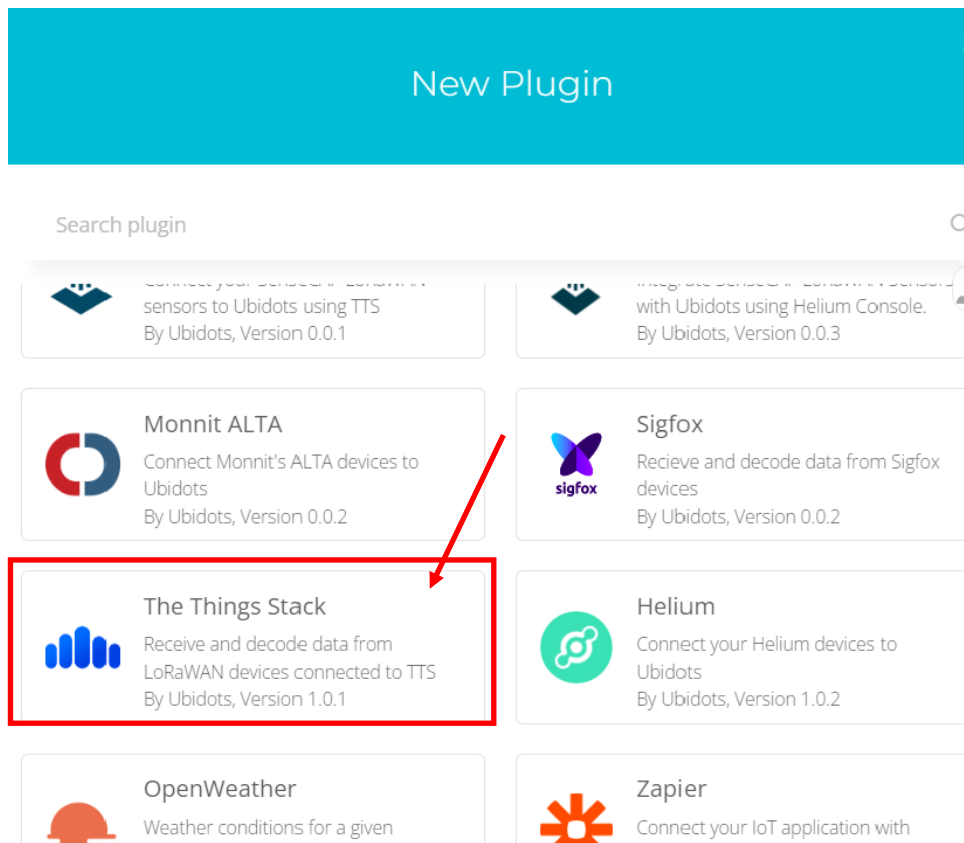 New Plugin
Search plugin
sensors to Ubidots using TTS
By Ubidots, Version 0.0.1
with Ubidots using Helium Console.
By Ubidots, Version 0.0.3
Monnit ALTA
Connect Monnit's ALTA devices to
Ubidots
By Ubidots, Version 0.0.2
sigfox
Sigfox
Recieve and decode data from Sigfox
devices
By Ubidots, Version 0.0.2
The Things Stack
Receive and decode data from
LoRaWAN devices connected to TTS
By Ubidots, Version 1.0.1
Helium
Connect your Helium devices to
Ubidots
By Ubidots, Version 1.0.2
OpenWeather
Weather conditions for a given
Zapier
Connect your IoT application with